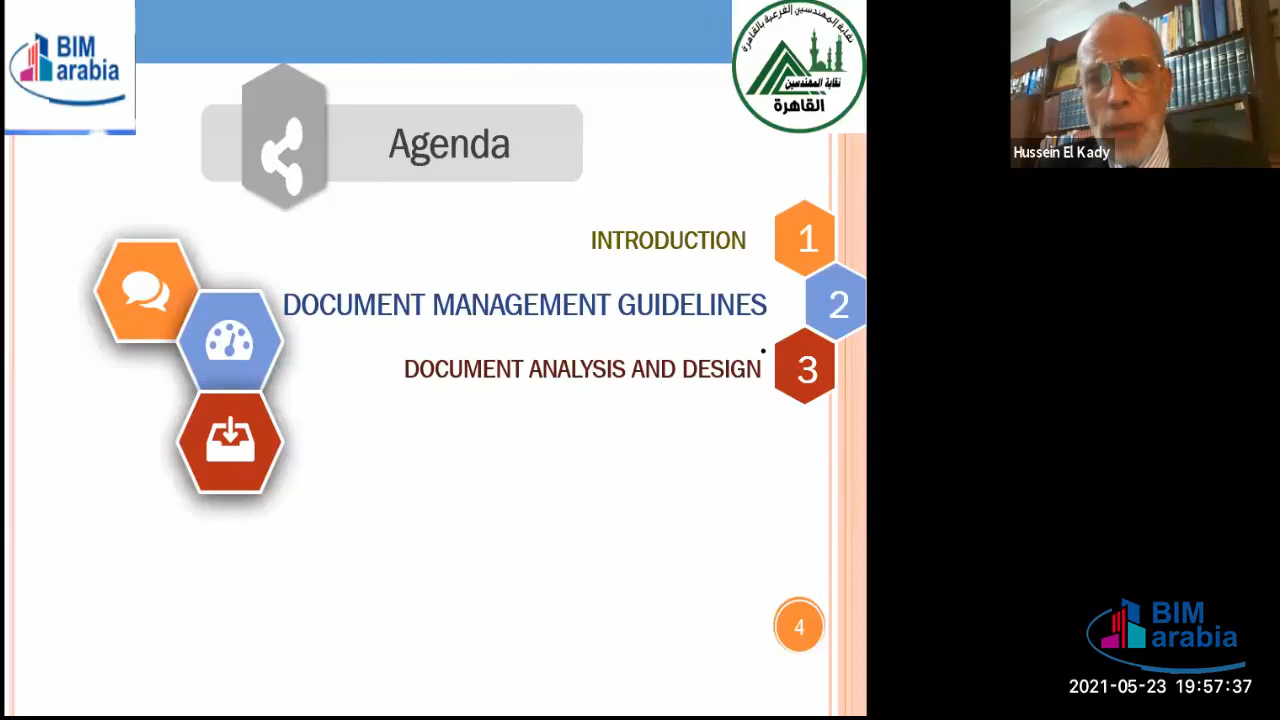 BIM
arabia
نقابة المهندسين الفرعية بالقاهرة
نقابة المهندسين
القاهرة
Agenda
Hussein El Kady
INTRODUCTION
1
DOCUMENT MANAGEMENT GUIDELINES
2
DOCUMENT ANALYSIS AND DESIGN
3
4
BIM
arabia
2021-05-23 19:57:37